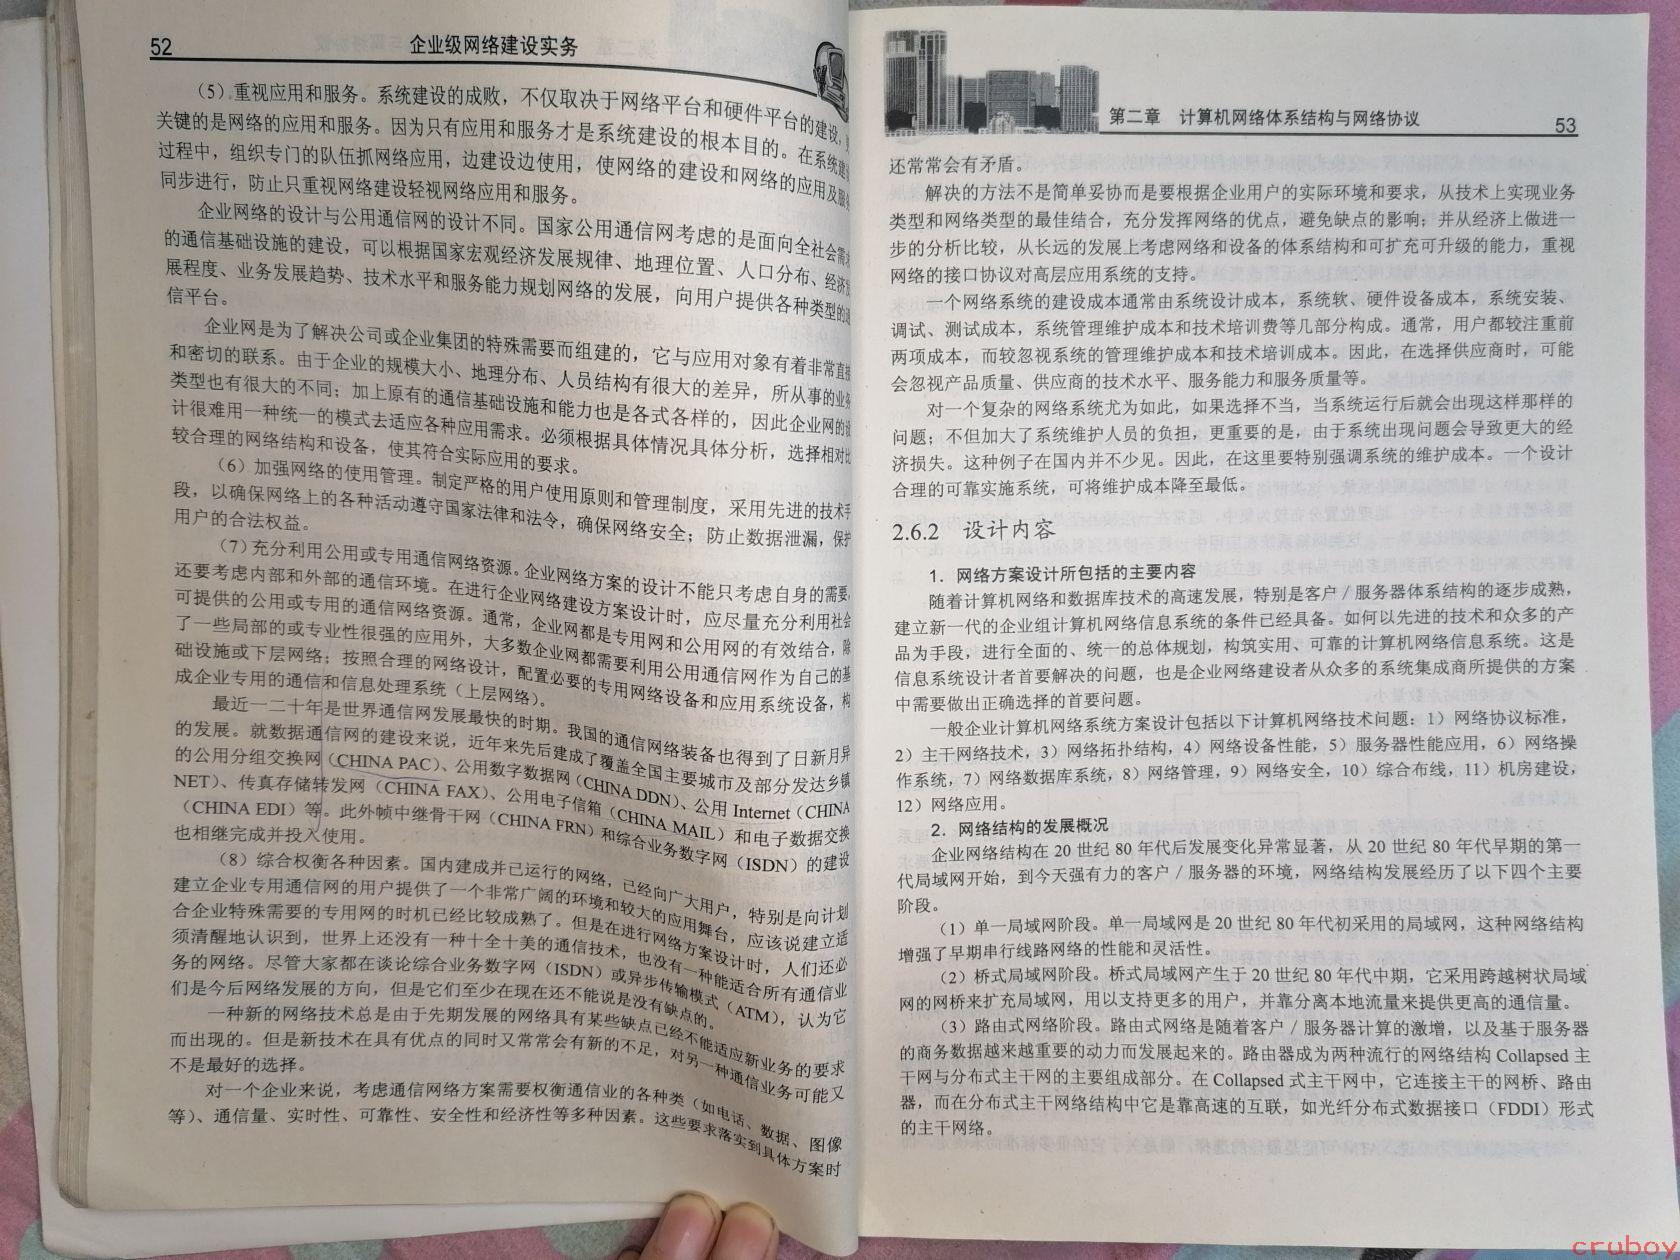 52 企业级网络建设实务
（5）重视应用和服务。系统建设的成败，不仅取决于网络平台和硬件平台的建设，
关键的是网络的应用和服务。因为只有应用和服务才是系统建设的根本目的。在系统建
过程中，组织专门的队伍抓网络应用，边建设边使用，使网络的建设和网络的应用及服
同步进行，防止只重视网络建设轻视网络应用和服务。
企业网络的设计与公用通信网的设计不同。国家公用通信网考虑的是面向全社会需
的通信基础设施的建设，可以根据国家宏观经济发展规律、地理位置、人口分布、经济发
展程度、业务发展趋势、技术水平和服务能力规划网络的发展，向用户提供各种类型的通
信平台。
企业网是为了解决公司或企业集团的特殊需要而组建的，它与应用对象有着非常直接
和密切的联系。由于企业的规模大小、地理分布、人员结构有很大的差异，所从事的业务
类型也有很大的不同；加上原有的通信基础设施和能力也是各式各样的，因此企业网的设
计很难用一种统一的模式去适应各种应用需求。必须根据具体情况具体分析，选择相对比
较合理的网络结构和设备，使其符合实际应用的要求。
（6）加强网络的使用管理。制定严格的用户使用原则和管理制度，采用先进的技术手
段，以确保网络上的各种活动遵守国家法律和法令，确保网络安全；防止数据泄漏，保护
用户的合法权益。
（7）充分利用公用或专用通信网络资源。企业网络方案的设计不能只考虑自身的需要，
还要考虑内部和外部的通信环境。在进行企业网络建设方案设计时，应尽量充分利用社会
可提供的公用或专用的通信网络资源。通常，企业网都是专用网和公用网的有效结合，除
了一些局部的或专业性很强的应用外，大多数企业网都需要利用公用通信网作为自己的基
础设施或下层网络；按照合理的网络设计，配置必要的专用网络设备和应用系统设备，构
成企业专用的通信和信息处理系统（上层网络）。
最近一二十年是世界通信网发展最快的时期。我国的通信网络装备也得到了日新月异
的发展。就数据通信网的建设来说，近年来先后建成了覆盖全国主要城市及部分发达乡镇
的公用分组交换网（CHINA PAC）、公用数字数据网（CHINA DDN）、公用 Internet（CHINA
NET）、传真存储转发网（CHINA FAX）、公用电子信箱（CHINA MAIL）和电子数据交换
（CHINA EDI）等。此外帧中继骨干网（CHINA FRN）和综合业务数字网（ISDN）的建设
也相继完成并投入使用。
（8）综合权衡各种因素。国内建成并已运行的网络，已经向广大用户，特别是向计划
建立企业专用通信网的用户提供了一个非常广阔的环境和较大的应用舞台，应该说建立适
合企业特殊需要的专用网的时机已经比较成熟了。但是在进行网络方案设计时，人们还必
须清醒地认识到，世界上还没有一种十全十美的通信技术，也没有一种能适合所有通信业
务的网络。尽管大家都在谈论综合业务数字网（ISDN）或异步传输模式（ATM），认为它
们是今后网络发展的方向，但是它们至少在现在还不能说是没有缺点的。
一种新的网络技术总是由于先期发展的网络具有某些缺点已经不能适应新业务的要求
而出现的。但是新技术在具有优点的同时又常常会有新的不足，对另一种通信业务可能又
不是最好的选择。
对一个企业来说，考虑通信网络方案需要权衡通信业的各种类（如电话、数据、图像
等）、通信量、实时性、可靠性、安全性和经济性等多种因素。这些要求落实到具体方案时
第二章 计算机网络体系结构与网络协议 53
还常常会有矛盾。
解决的方法不是简单妥协而是要根据企业用户的实际环境和要求，从技术上实现业务
类型和网络类型的最佳结合，充分发挥网络的优点，避免缺点的影响；并从经济上做进一
步的分析比较，从长远的发展上考虑网络和设备的体系结构和可扩充可升级的能力，重视
网络的接口协议对高层应用系统的支持。
一个网络系统的建设成本通常由系统设计成本，系统软、硬件设备成本，系统安装、
调试、测试成本，系统管理维护成本和技术培训费等几部分构成。通常，用户都较注重前
两项成本，而较忽视系统的管理维护成本和技术培训成本。因此，在选择供应商时，可能
会忽视产品质量、供应商的技术水平、服务能力和服务质量等。
对一个复杂的网络系统尤为如此，如果选择不当，当系统运行后就会出现这样那样的
问题；不但加大了系统维护人员的负担，更重要的是，由于系统出现问题会导致更大的经
济损失。这种例子在国内并不少见。因此，在这里要特别强调系统的维护成本。一个设计
合理的可靠实施系统，可将维护成本降至最低。
2.6.2 设计内容
1．网络方案设计所包括的主要内容
随着计算机网络和数据库技术的高速发展，特别是客户／服务器体系结构的逐步成熟，
建立新一代的企业组计算机网络信息系统的条件已经具备。如何以先进的技术和众多的产
品为手段，进行全面的、统一的总体规划，构筑实用、可靠的计算机网络信息系统。这是
信息系统设计者首要解决的问题，也是企业网络建设者从众多的系统集成商所提供的方案
中需要做出正确选择的首要问题。
一般企业计算机网络系统方案设计包括以下计算机网络技术问题：1）网络协议标准，
2）主干网络技术，3）网络拓扑结构，4）网络设备性能，5）服务器性能应用，6）网络操
作系统，7）网络数据库系统，8）网络管理，9）网络安全，10）综合布线，11）机房建设，
12）网络应用。
2．网络结构的发展概况
企业网络结构在 20 世纪 80 年代后发展变化异常显著，从 20 世纪 80 年代早期的第一
代局域网开始，到今天强有力的客户／服务器的环境，网络结构发展经历了以下四个主要
阶段。
（1）单一局域网阶段。单一局域网是 20 世纪 80 年代初采用的局域网，这种网络结构
增强了早期串行线路网络的性能和灵活性。
（2）桥式局域网阶段。桥式局域网产生于 20 世纪 80 年代中期，它采用跨越树状局域
网的网桥来扩充局域网，用以支持更多的用户，并靠分离本地流量来提供更高的通信量。
（3）路由式网络阶段。路由式网络是随着客户／服务器计算的激增，以及基于服务器
的商务数据越来越重要的动力而发展起来的。路由器成为两种流行的网络结构 Collapsed 主
干网与分布式主干网的主要组成部分。在 Collapsed 式主干网中，它连接主干的网桥、路由
器，而在分布式主干网络结构中它是靠高速的互联，如光纤分布式数据接口（FDDI）形式
的主干网络。
cruboy